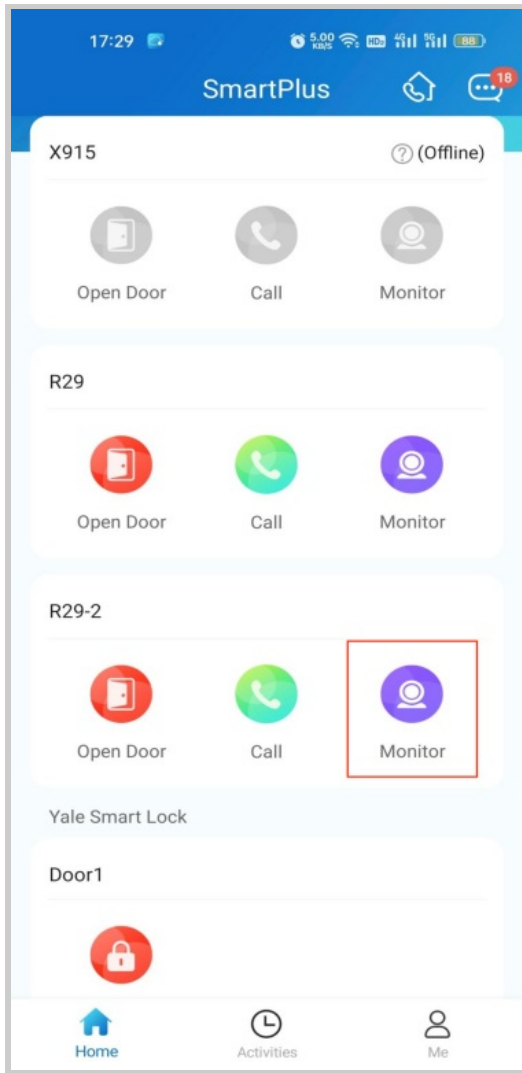 17:29 5.00 KB/S HD 4G 5G 88
SmartPlus 18
X915 ? (Offline)
Open Door Call Monitor
R29
Open Door Call Monitor
R29-2
Open Door Call Monitor
Yale Smart Lock
Door1
Home Activities Me